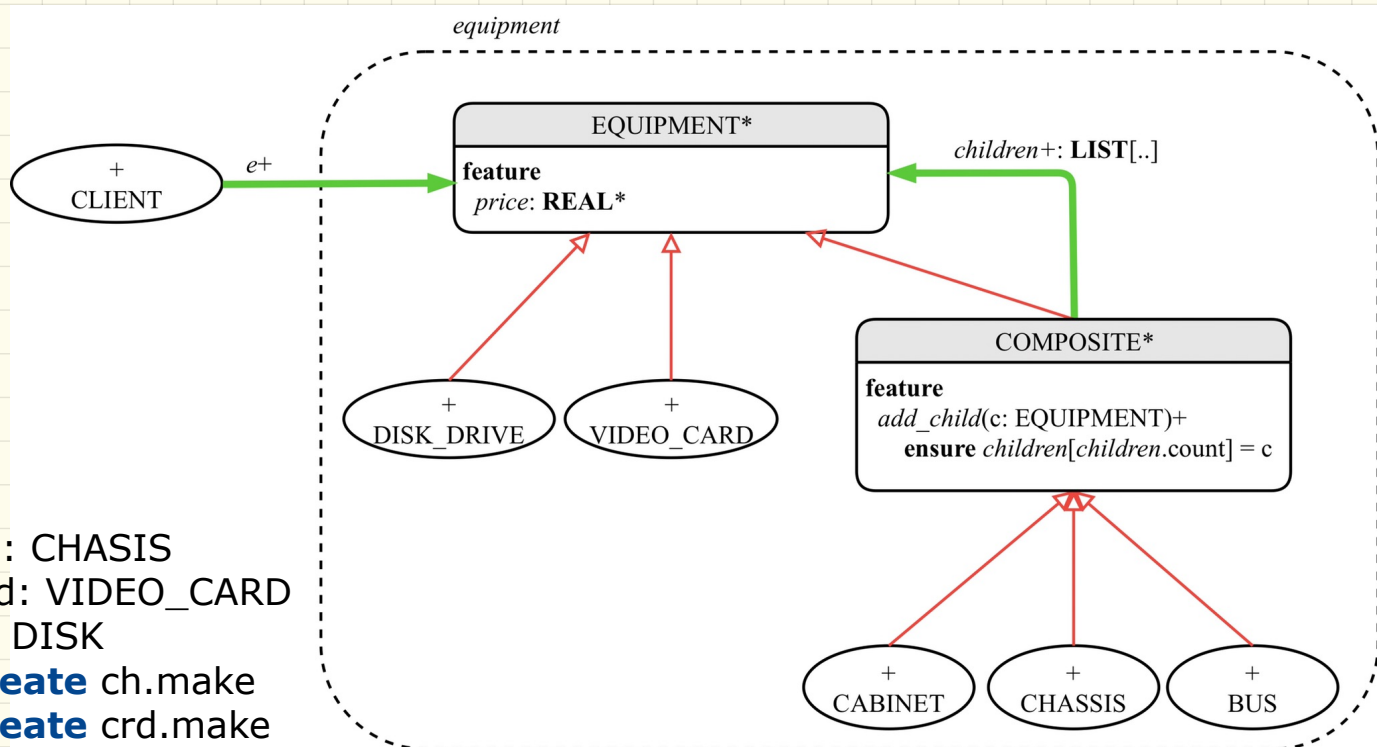 equipment
EQUIPMENT*
feature
price: REAL*
children+: LIST[..]
e+
+
CLIENT
COMPOSITE*
feature
add_child(c: EQUIPMENT)+
ensure children[children.count] = c
+
DISK_DRIVE
+
VIDEO_CARD
+
CABINET
+
CHASSIS
+
BUS
: CHASIS
d: VIDEO_CARD
DISK
eate ch.make
eate crd.make